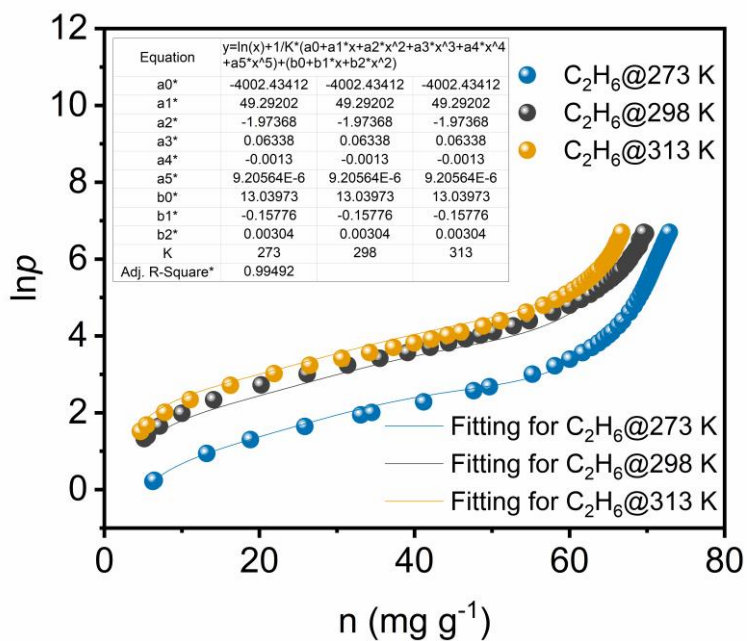 12
10
8
6
4
2
0
lnp
Equation y=ln(x)+1/K*(a0+a1*x+a2*x^2+a3*x^3+a4*x^4
+a5*x^5)+(b0+b1*x+b2*x^2)
a0* -4002.43412 -4002.43412 -4002.43412
a1* 49.29202 49.29202 49.29202
a2* -1.97368 -1.97368 -1.97368
a3* 0.06338 0.06338 0.06338
a4* -0.0013 -0.0013 -0.0013
a5* 9.20564E-6 9.20564E-6 9.20564E-6
b0* 13.03973 13.03973 13.03973
b1* -0.15776 -0.15776 -0.15776
b2* 0.00304 0.00304 0.00304
K 273 298 313
Adj. R-Square* 0.99492
C₂H₆@273 K
C₂H₆@298 K
C₂H₆@313 K
Fitting for C₂H₆@273 K
Fitting for C₂H₆@298 K
Fitting for C₂H₆@313 K
0 20 40 60 80
n (mg g⁻¹)